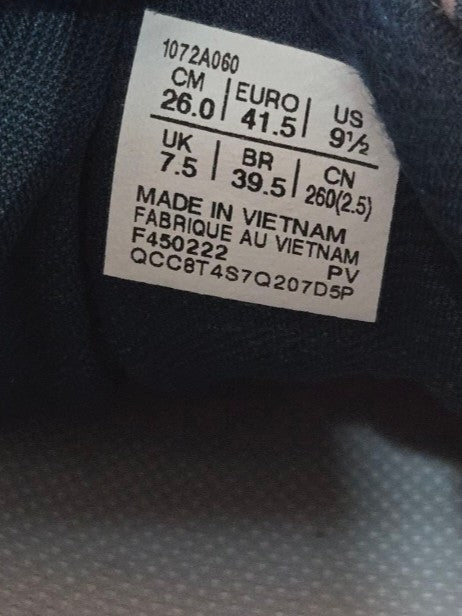 1072A060
CM 26.0 | EURO 41.5 | US 9½
UK 7.5 | BR 39.5 | CN 260(2.5)
MADE IN VIETNAM
FABRIQUE AU VIETNAM
F450222 PV
QCC8T4S7Q207D5P